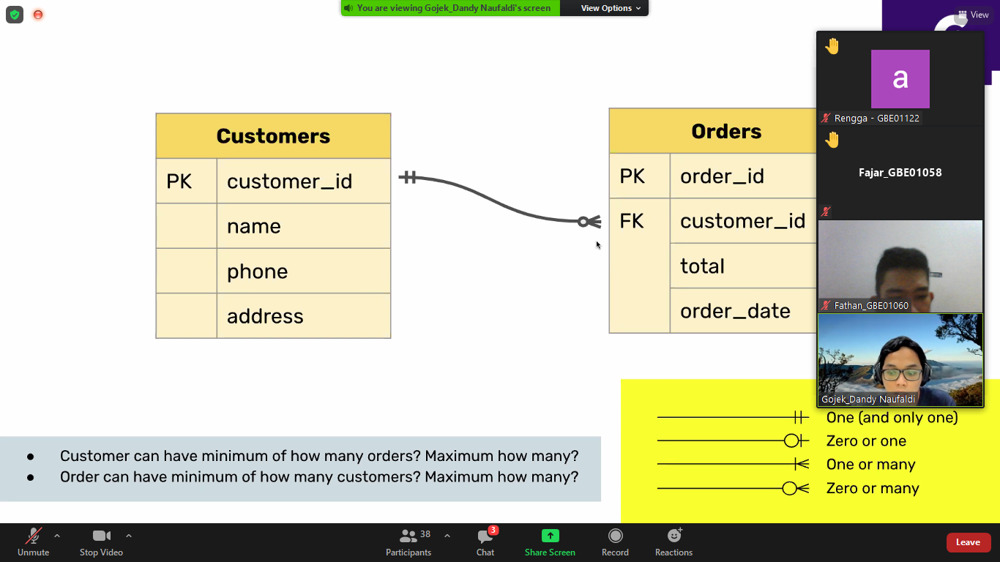 You are viewing Gojek_Dandy Naufaldi's screen
View Options
View
a
Rengga - GBE01122
Fajar_GBE01058
Fathan_GBE01060
Gojek_Dandy Naufaldi
Customers
PK customer_id
name
phone
address
Orders
PK order_id
FK customer_id
total
order_date
One (and only one)
Zero or one
One or many
Zero or many
● Customer can have minimum of how many orders? Maximum how many?
● Order can have minimum of how many customers? Maximum how many?
Unmute
Stop Video
38
Participants
3
Chat
Share Screen
Record
Reactions
Leave